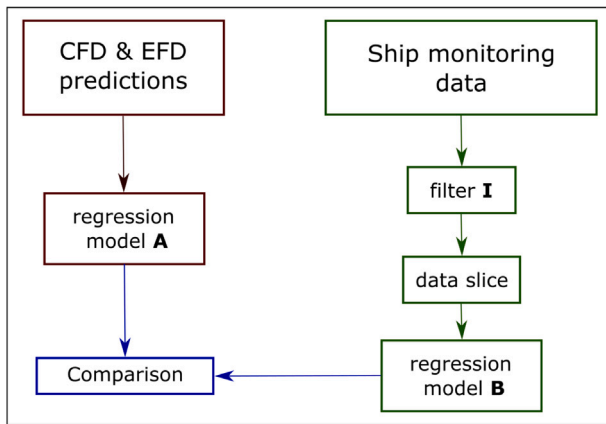 CFD & EFD
predictions
Ship monitoring
data
filter I
regression
model A
data slice
Comparison
regression
model B